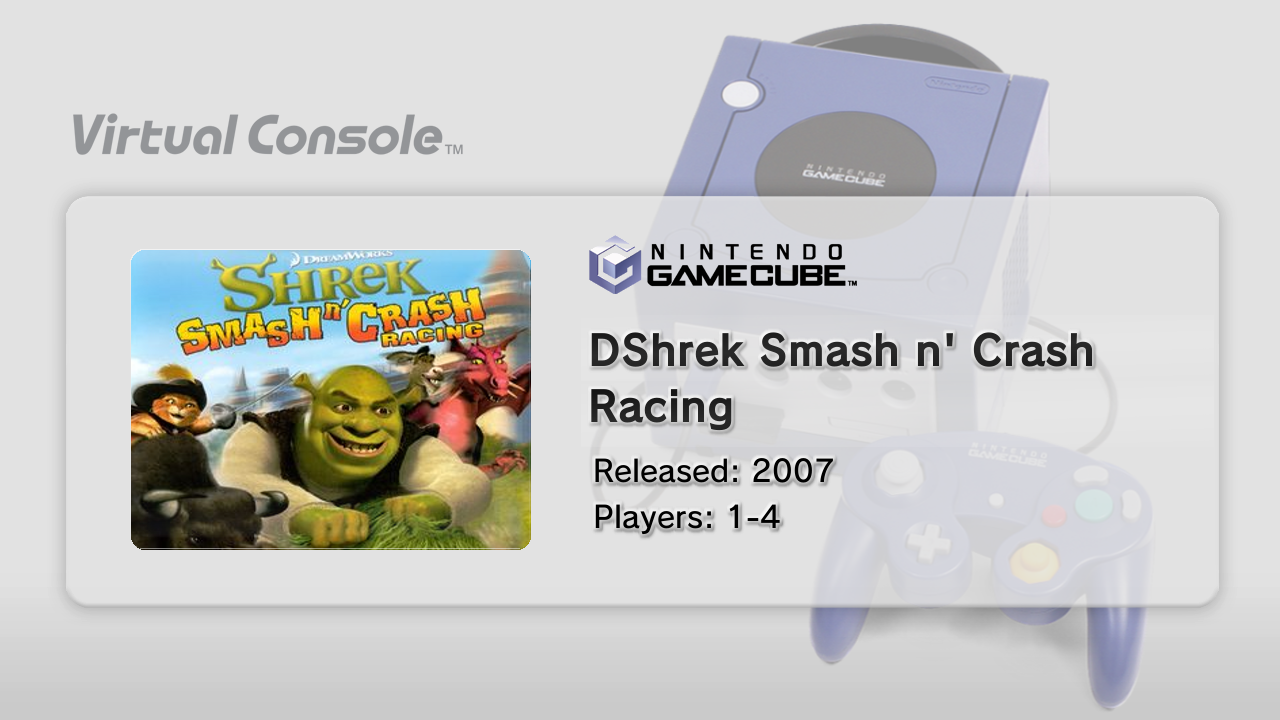 Nintendo
NINTENDO
GAMECUBE
Virtual Console™
DREAMWORKS
SHREK
SMASH n' CRASH
RACING
NINTENDO
GAMECUBE™
DShrek Smash n' Crash
Racing
Released: 2007
Players: 1-4
NINTENDO
GAMECUBE